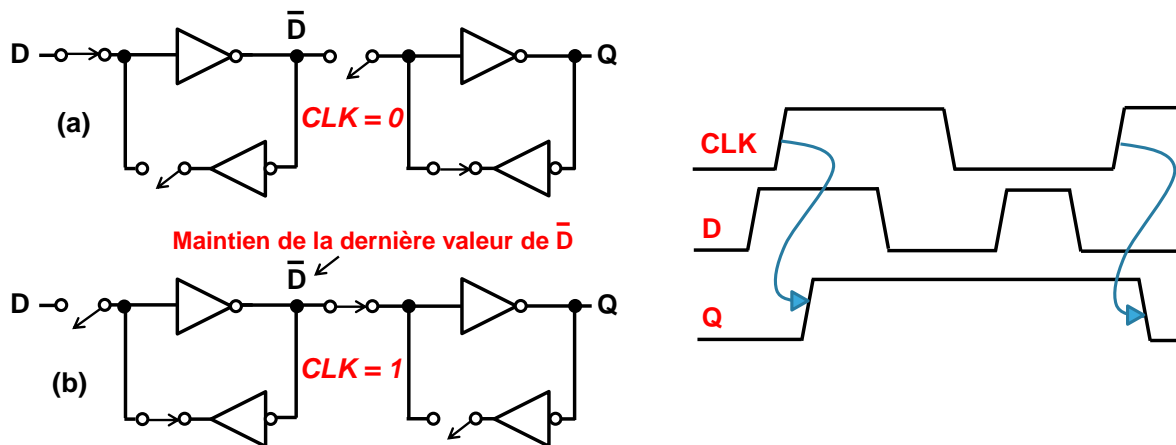 D̅
D
Q
CLK = 0
(a)
Maintien de la dernière valeur de D̅
D̅
D
Q
CLK = 1
(b)
CLK
D
Q